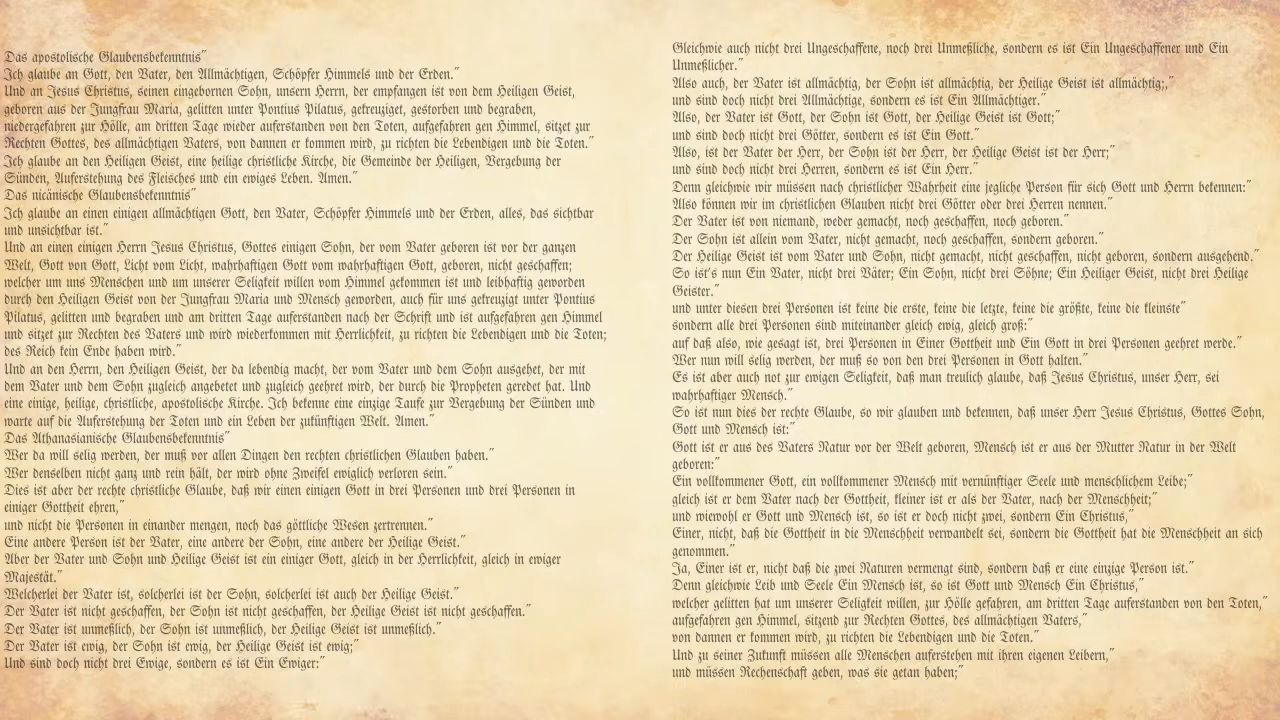 Das apostolische Glaubensbekenntnis"
Ich glaube an Gott, den Vater, den Allmächtigen, Schöpfer Himmels und der Erden."
Und an Jesus Christus, seinen eingebornen Sohn, unsern Herrn, der empfangen ist von dem Heiligen Geist,
geboren aus der Jungfrau Maria, gelitten unter Pontius Pilatus, gekreuziget, gestorben und begraben,
niedergefahren zur Hölle, am dritten Tage wieder auferstanden von den Toten, aufgefahren gen Himmel, sitzet zur
Rechten Gottes, des allmächtigen Vaters, von dannen er kommen wird, zu richten die Lebendigen und die Toten."
Ich glaube an den Heiligen Geist, eine heilige christliche Kirche, die Gemeinde der Heiligen, Vergebung der
Sünden, Auferstehung des Fleisches und ein ewiges Leben. Amen."
Das nicänische Glaubensbekenntnis"
Ich glaube an einen einigen allmächtigen Gott, den Vater, Schöpfer Himmels und der Erden, alles, das sichtbar
und unsichtbar ist."
Und an einen einigen Herrn Jesus Christus, Gottes einigen Sohn, der vom Vater geboren ist vor der ganzen
Welt, Gott von Gott, Licht vom Licht, wahrhaftigen Gott vom wahrhaftigen Gott, geboren, nicht geschaffen;
welcher um uns Menschen und um unserer Seligkeit willen vom Himmel gekommen ist und leibhaftig geworden
durch den Heiligen Geist von der Jungfrau Maria und Mensch geworden, auch für uns gekreuzigt unter Pontius
Pilatus, gelitten und begraben und am dritten Tage auferstanden nach der Schrift und ist aufgefahren gen Himmel
und sitzet zur Rechten des Vaters und wird wiederkommen mit Herrlichkeit, zu richten die Lebendigen und die Toten;
des Reich kein Ende haben wird."
Und an den Herrn, den Heiligen Geist, der da lebendig macht, der vom Vater und dem Sohn ausgehet, der mit
dem Vater und dem Sohn zugleich angebetet und zugleich geehret wird, der durch die Propheten geredet hat. Und
eine einige, heilige, christliche, apostolische Kirche. Ich bekenne eine einzige Taufe zur Vergebung der Sünden und
warte auf die Auferstehung der Toten und ein Leben der zukünftigen Welt. Amen."
Das Athanasianische Glaubensbekenntnis"
Wer da will selig werden, der muß vor allen Dingen den rechten christlichen Glauben haben."
Wer denselben nicht ganz und rein hält, der wird ohne Zweifel ewiglich verloren sein."
Dies ist aber der rechte christliche Glaube, daß wir einen einigen Gott in drei Personen und drei Personen in
einiger Gottheit ehren,"
und nicht die Personen in einander mengen, noch das göttliche Wesen zertrennen."
Eine andere Person ist der Vater, eine andere der Sohn, eine andere der Heilige Geist."
Aber der Vater und Sohn und Heilige Geist ist ein einiger Gott, gleich in der Herrlichkeit, gleich in ewiger
Majestät."
Welcherlei der Vater ist, solcherlei ist der Sohn, solcherlei ist auch der Heilige Geist."
Der Vater ist nicht geschaffen, der Sohn ist nicht geschaffen, der Heilige Geist ist nicht geschaffen."
Der Vater ist unmeßlich, der Sohn ist unmeßlich, der Heilige Geist ist unmeßlich."
Der Vater ist ewig, der Sohn ist ewig, der Heilige Geist ist ewig;"
Und sind doch nicht drei Ewige, sondern es ist Ein Ewiger:"
Gleichwie auch nicht drei Ungeschaffene, noch drei Unmeßliche, sondern es ist Ein Ungeschaffener und Ein
Unmeßlicher."
Also auch, der Vater ist allmächtig, der Sohn ist allmächtig, der Heilige Geist ist allmächtig;,"
und sind doch nicht drei Allmächtige, sondern es ist Ein Allmächtiger."
Also, der Vater ist Gott, der Sohn ist Gott, der Heilige Geist ist Gott;"
und sind doch nicht drei Götter, sondern es ist Ein Gott."
Also, ist der Vater der Herr, der Sohn ist der Herr, der Heilige Geist ist der Herr;"
und sind doch nicht drei Herren, sondern es ist Ein Herr."
Denn gleichwie wir müssen nach christlicher Wahrheit eine jegliche Person für sich Gott und Herrn bekennen:"
Also können wir im christlichen Glauben nicht drei Götter oder drei Herren nennen."
Der Vater ist von niemand, weder gemacht, noch geschaffen, noch geboren."
Der Sohn ist allein vom Vater, nicht gemacht, noch geschaffen, sondern geboren."
Der Heilige Geist ist vom Vater und Sohn, nicht gemacht, nicht geschaffen, nicht geboren, sondern ausgehend."
So ist's nun Ein Vater, nicht drei Väter; Ein Sohn, nicht drei Söhne; Ein Heiliger Geist, nicht drei Heilige
Geister."
und unter diesen drei Personen ist keine die erste, keine die letzte, keine die größte, keine die kleinste"
sondern alle drei Personen sind miteinander gleich ewig, gleich groß:"
auf daß also, wie gesagt ist, drei Personen in Einer Gottheit und Ein Gott in drei Personen geehret werde."
Wer nun will selig werden, der muß so von den drei Personen in Gott halten."
Es ist aber auch not zur ewigen Seligkeit, daß man treulich glaube, daß Jesus Christus, unser Herr, sei
wahrhaftiger Mensch."
So ist nun dies der rechte Glaube, so wir glauben und bekennen, daß unser Herr Jesus Christus, Gottes Sohn,
Gott und Mensch ist:"
Gott ist er aus des Vaters Natur vor der Welt geboren, Mensch ist er aus der Mutter Natur in der Welt
geboren:"
Ein vollkommener Gott, ein vollkommener Mensch mit vernünftiger Seele und menschlichem Leibe;"
gleich ist er dem Vater nach der Gottheit, kleiner ist er als der Vater, nach der Menschheit;"
und wiewohl er Gott und Mensch ist, so ist er doch nicht zwei, sondern Ein Christus,"
Einer, nicht, daß die Gottheit in die Menschheit verwandelt sei, sondern die Gottheit hat die Menschheit an sich
genommen."
Ja, Einer ist er, nicht daß die zwei Naturen vermengt sind, sondern daß er eine einzige Person ist."
Denn gleichwie Leib und Seele Ein Mensch ist, so ist Gott und Mensch Ein Christus,"
welcher gelitten hat um unserer Seligkeit willen, zur Hölle gefahren, am dritten Tage auferstanden von den Toten,"
aufgefahren gen Himmel, sitzend zur Rechten Gottes, des allmächtigen Vaters,"
von dannen er kommen wird, zu richten die Lebendigen und die Toten."
Und zu seiner Zukunft müssen alle Menschen auferstehen mit ihren eigenen Leibern,"
und müssen Rechenschaft geben, was sie getan haben;"